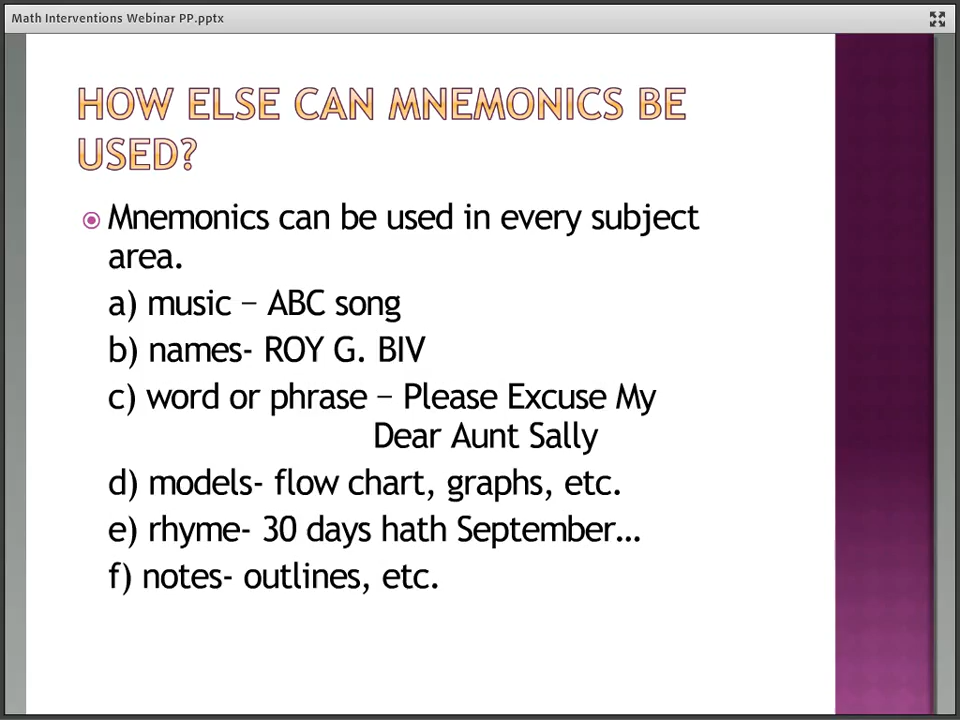 Math Interventions Webinar PP.pptx
HOW ELSE CAN MNEMONICS BE
USED?
Mnemonics can be used in every subject
area.
a) music – ABC song
b) names- ROY G. BIV
c) word or phrase – Please Excuse My
Dear Aunt Sally
d) models- flow chart, graphs, etc.
e) rhyme- 30 days hath September…
f) notes- outlines, etc.